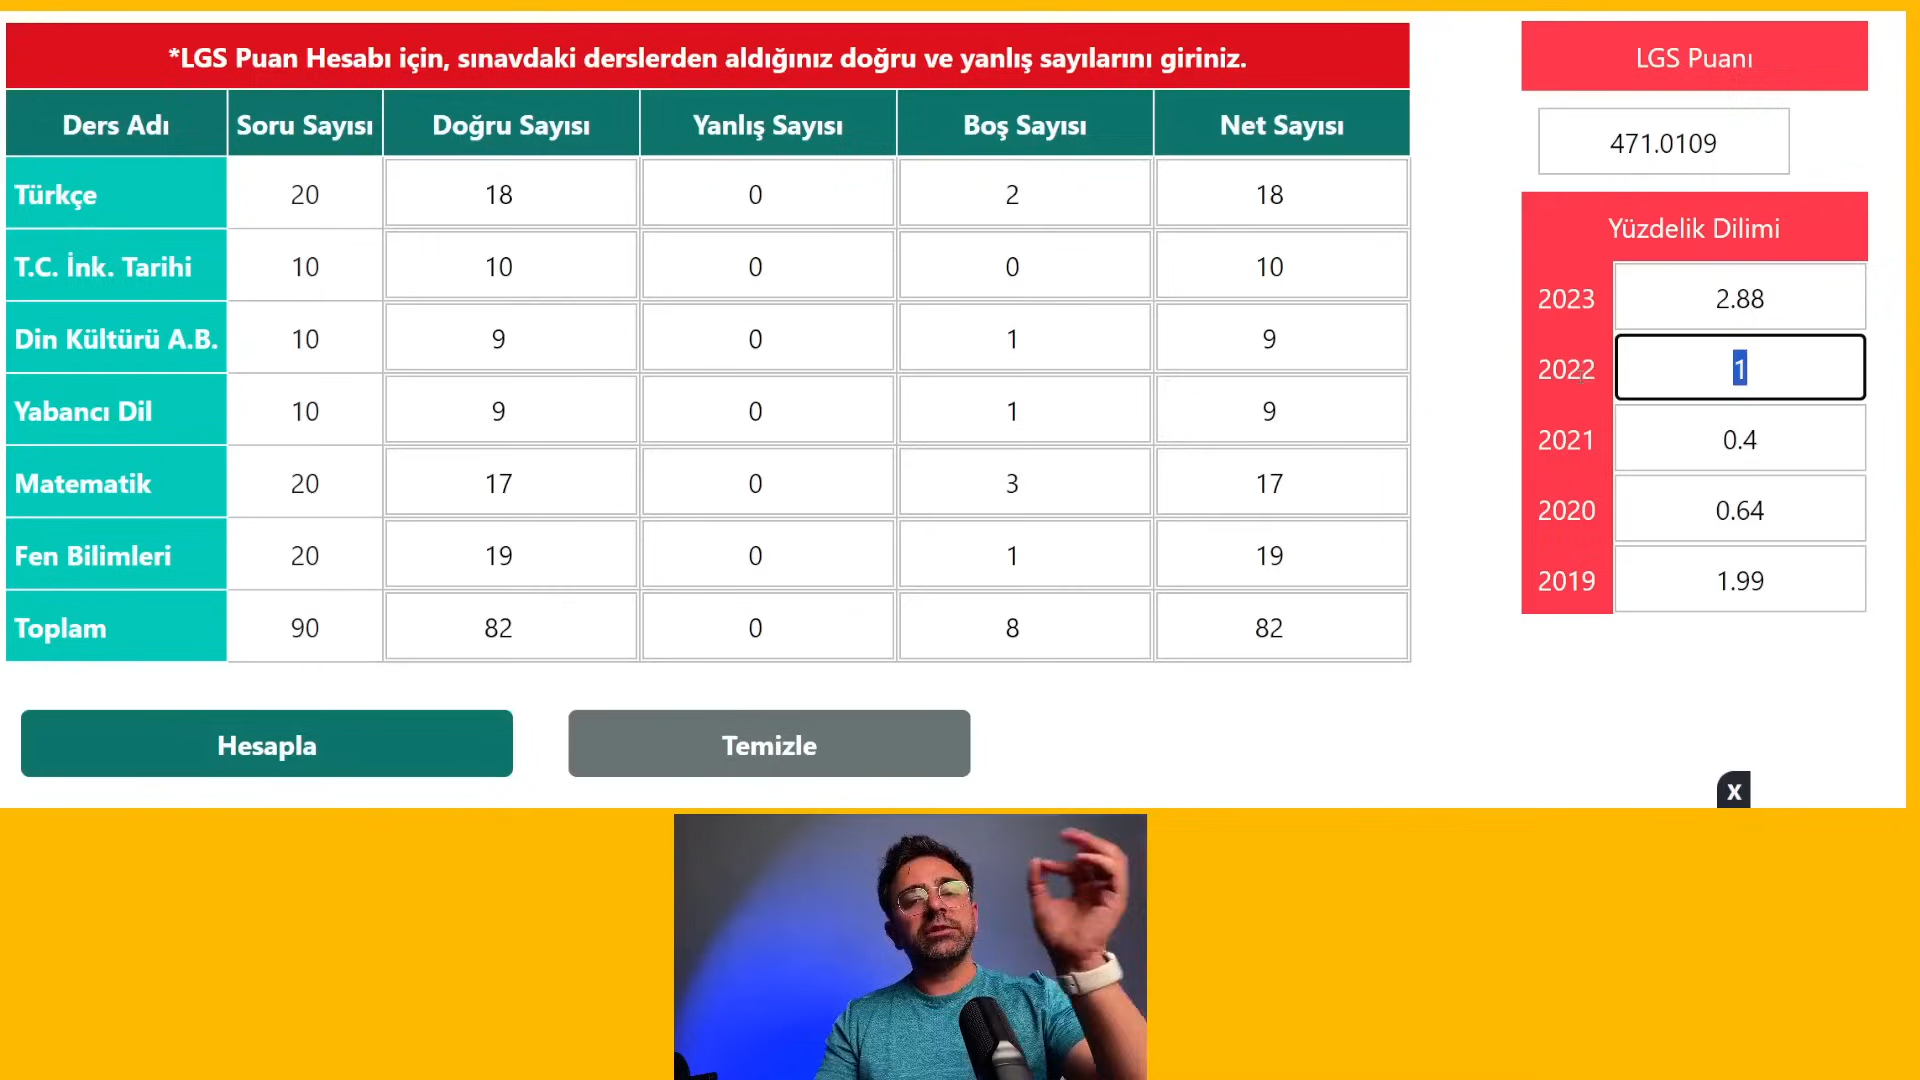 *LGS Puan Hesabı için, sınavdaki derslerden aldığınız doğru ve yanlış sayılarını giriniz.
Ders Adı Soru Sayısı Doğru Sayısı Yanlış Sayısı Boş Sayısı Net Sayısı
Türkçe 20 18 0 2 18
T.C. İnk. Tarihi 10 10 0 0 10
Din Kültürü A.B. 10 9 0 1 9
Yabancı Dil 10 9 0 1 9
Matematik 20 17 0 3 17
Fen Bilimleri 20 19 0 1 19
Toplam 90 82 0 8 82
Hesapla Temizle
LGS Puanı
471.0109
Yüzdelik Dilimi
2023 2.88
2022 1
2021 0.4
2020 0.64
2019 1.99
X